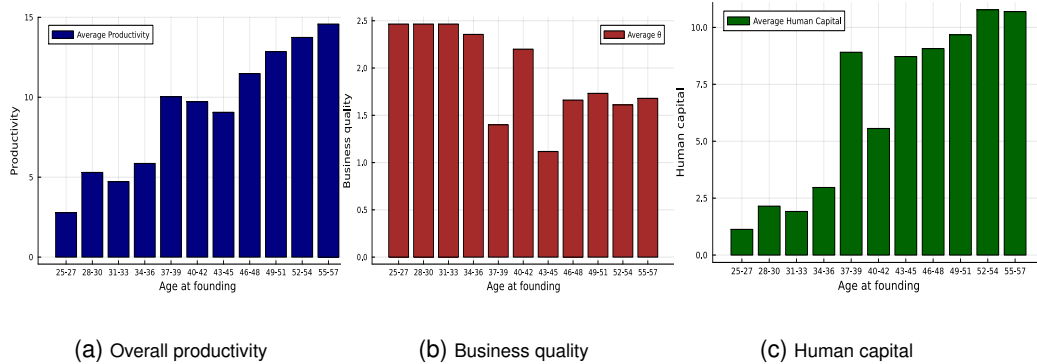 15
10
5
0
Productivity
Average Productivity
25-27 28-30 31-33 34-36 37-39 40-42 43-45 46-48 49-51 52-54 55-57
Age at founding
(a) Overall productivity
2.5
2.0
1.5
1.0
0.5
0.0
Business quality
Average θ
25-27 28-30 31-33 34-36 37-39 40-42 43-45 46-48 49-51 52-54 55-57
Age at founding
(b) Business quality
10.0
7.5
5.0
2.5
0.0
Human capital
Average Human Capital
25-27 28-30 31-33 34-36 37-39 40-42 43-45 46-48 49-51 52-54 55-57
Age at founding
(c) Human capital